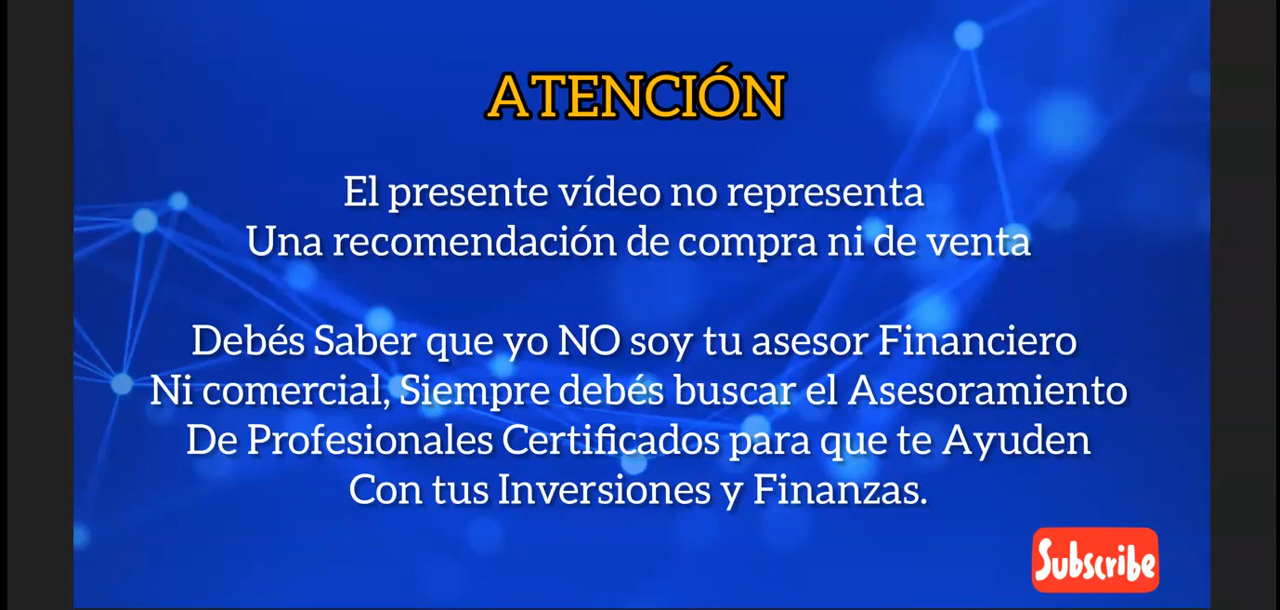 ATENCIÓN
El presente vídeo no representa
Una recomendación de compra ni de venta
Debés Saber que yo NO soy tu asesor Financiero
Ni comercial, Siempre debés buscar el Asesoramiento
De Profesionales Certificados para que te Ayuden
Con tus Inversiones y Finanzas.
Subscribe